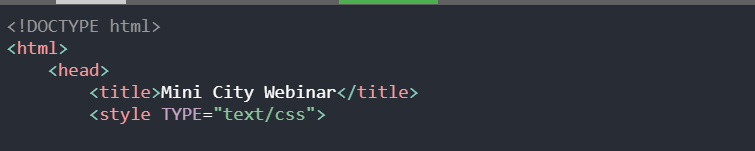 <!DOCTYPE html>
<html>
<head>
<title>Mini City Webinar</title>
<style TYPE="text/css">